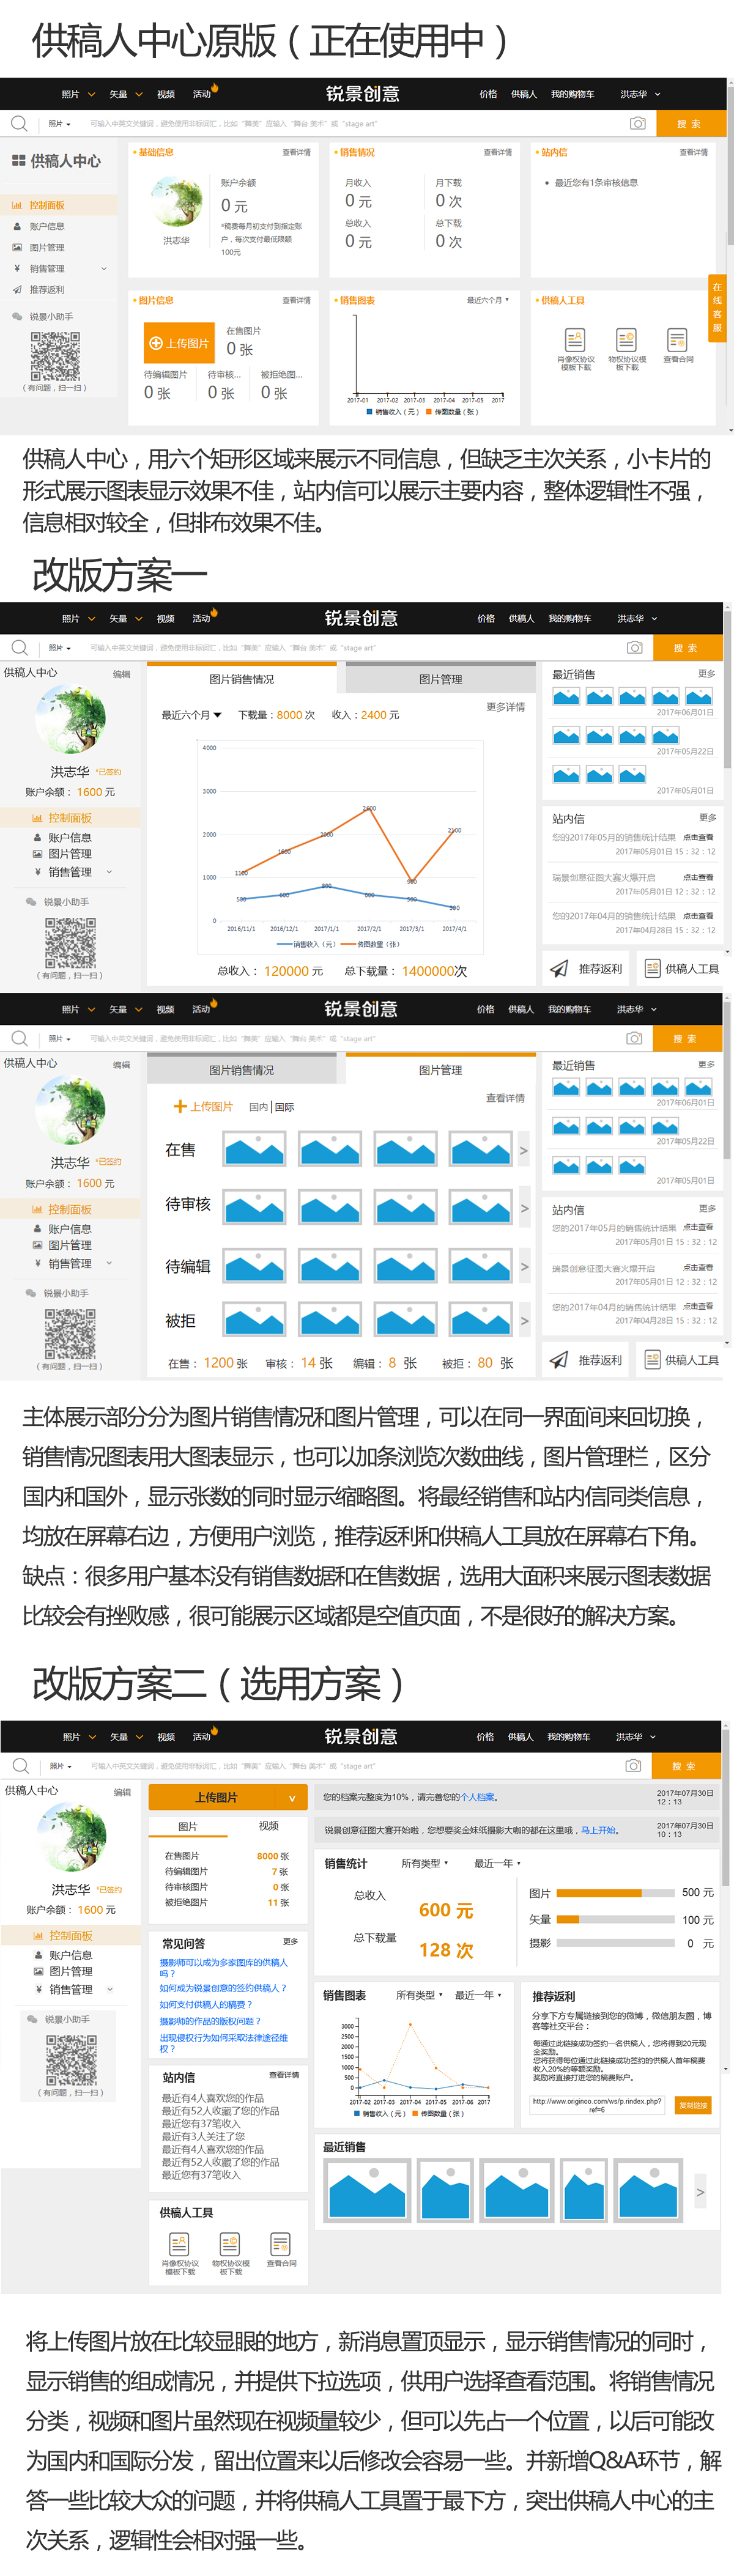 供稿人中心原版（正在使用中）
照片 矢量 视频 活动 锐景创意 价格 供稿人 我的购物车 洪志华
照片 可输入中英文关键词，避免使用非标词汇，比如“舞美”应输入“舞台 美术”或“stage art” 搜 索
供稿人中心
控制面板
账户信息
图片管理
¥ 销售管理
推荐返利
锐景小助手
（有问题，扫一扫）
基础信息 查看详情
洪志华
账户余额
0 元
*稿费每月初支付到指定账
户，每次支付最低限额
100元
销售情况 查看详情
月收入 月下载
0 元 0 次
总收入 总下载
0 元 0 次
站内信 查看详情
最近您有1条审核信息
在线客服
图片信息 查看详情
上传图片
在售图片
0 张
待编辑图片 待审核... 被拒绝图...
0 张 0 张 0 张
销售图表 最近六个月
2017-01 2017-02 2017-03 2017-04 2017-05 2017
销售收入（元） 传图数量（张）
供稿人工具
肖像权协议模板下载 物权协议模板下载 查看合同
供稿人中心，用六个矩形区域来展示不同信息，但缺乏主次关系，小卡片的
形式展示图表显示效果不佳，站内信可以展示主要内容，整体逻辑性不强，
信息相对较全，但排布效果不佳。
改版方案一
照片 矢量 视频 活动 锐景创意 价格 供稿人 我的购物车 洪志华
照片 可输入中英文关键词，避免使用非标词汇，比如“舞美”应输入“舞台 美术”或“stage art” 搜 索
供稿人中心 编辑
洪志华 *已签约
账户余额： 1600 元
控制面板
账户信息
图片管理
¥ 销售管理
锐景小助手
（有问题，扫一扫）
图片销售情况 图片管理
最近六个月 下载量：8000 次 收入：2400 元 更多详情
4000
3000
2000
1000
0
1100 1600 2000 2600 900 2100
500 600 800 600 500 300
2016/11/1 2016/12/1 2017/1/1 2017/2/1 2017/3/1 2017/4/1
销售收入（元） 传图数量（张）
总收入： 120000 元 总下载量： 1400000次
最近销售 更多
2017年06月01日
2017年05月22日
2017年05月01日
站内信 更多
您的2017年05月的销售统计结果 点击查看
2017年05月01日 15：32：12
瑞景创意征图大赛火爆开启 点击查看
2017年05月01日 12：32：12
您的2017年04月的销售统计结果 点击查看
2017年04月28日 15：32：12
推荐返利 供稿人工具
照片 矢量 视频 活动 锐景创意 价格 供稿人 我的购物车 洪志华
照片 可输入中英文关键词，避免使用非标词汇，比如“舞美”应输入“舞台 美术”或“stage art” 搜 索
供稿人中心 编辑
洪志华 *已签约
账户余额： 1600 元
控制面板
账户信息
图片管理
¥ 销售管理
锐景小助手
（有问题，扫一扫）
图片销售情况 图片管理
上传图片 国内 国际 查看详情
在售
待审核
待编辑
被拒
在售：1200 张 审核：14 张 编辑：8 张 被拒：80 张
最近销售 更多
2017年06月01日
2017年05月22日
2017年05月01日
站内信 更多
您的2017年05月的销售统计结果 点击查看
2017年05月01日 15：32：12
瑞景创意征图大赛火爆开启 点击查看
2017年05月01日 12：32：12
您的2017年04月的销售统计结果 点击查看
2017年04月28日 15：32：12
推荐返利 供稿人工具
主体展示部分分为图片销售情况和图片管理，可以在同一界面间来回切换，
销售情况图表用大图表显示，也可以加条浏览次数曲线，图片管理栏，区分
国内和国外，显示张数的同时显示缩略图。将最经销售和站内信同类信息，
均放在屏幕右边，方便用户浏览，推荐返利和供稿人工具放在屏幕右下角。
缺点：很多用户基本没有销售数据和在售数据，选用大面积来展示图表数据
比较会有挫败感，很可能展示区域都是空值页面，不是很好的解决方案。
改版方案二（选用方案）
照片 矢量 视频 活动 锐景创意 价格 供稿人 我的购物车 洪志华
照片 可输入中英文关键词，避免使用非标词汇，比如“舞美”应输入“舞台 美术”或“stage art” 搜 索
供稿人中心 编辑
洪志华 *已签约
账户余额： 1600 元
控制面板
账户信息
图片管理
¥ 销售管理
锐景小助手
（有问题，扫一扫）
上传图片
图片 视频
在售图片 8000 张
待编辑图片 7 张
待审核图片 0 张
被拒绝图片 11 张
常见问答 更多
摄影师可以成为多家图库的供稿人
吗？
如何成为锐景创意的签约供稿人？
如何支付供稿人的稿费？
摄影师的作品的版权问题？
出现侵权行为如何采取法律途径维
权？
站内信 查看详情
最近有4人喜欢您的作品
最近有52人收藏了您的作品
最近您有37笔收入
最近有3人关注了您
最近有4人喜欢您的作品
最近有52人收藏了您的作品
最近您有37笔收入
供稿人工具
肖像权协议模板下载 物权协议模板下载 查看合同
您的档案完整度为10%，请完善您的个人档案。 2017年07月30日 12：13
锐景创意征图大赛开始啦，您想要奖金妹纸摄影大咖的都在这里哦，马上开始。 2017年07月30日 10：13
销售统计 所有类型 最近一年
总收入 600 元
总下载量 128 次
图片 500 元
矢量 100 元
摄影 0 元
销售图表 所有类型 最近一年
3000
2500
2000
1500
1000
500
0
2017-02 2017-03 2017-04 2017-05 2017-06 2017
销售收入（元） 传图数量（张）
推荐返利
分享下方专属链接到您的微博，微信朋友圈，博
客等社交平台：
每通过此链接成功签约一名供稿人，您将得到20元现
金奖励。
您将获得每位通过此链接成功签约的供稿人首年稿费
收入20%的等额奖励。
奖励将直接打进您的稿费账户。
http://www.originoo.com/ws/p.rindex.php?
ref=6
复制链接
最近销售
将上传图片放在比较显眼的地方，新消息置顶显示，显示销售情况的同时，
显示销售的组成情况，并提供下拉选项，供用户选择查看范围。将销售情况
分类，视频和图片虽然现在视频量较少，但可以先占一个位置，以后可能改
为国内和国际分发，留出位置来以后修改会容易一些。并新增Q&A环节，解
答一些比较大众的问题，并将供稿人工具置于最下方，突出供稿人中心的主
次关系，逻辑性会相对强一些。